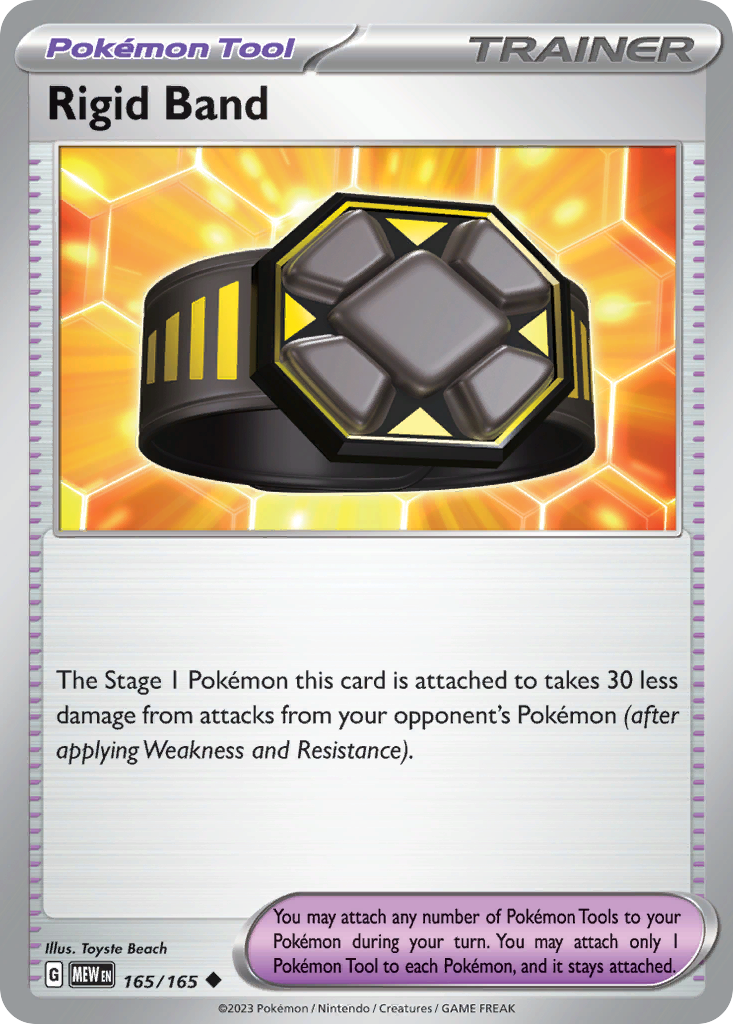 Pokémon Tool
TRAINER
Rigid Band
The Stage 1 Pokémon this card is attached to takes 30 less
damage from attacks from your opponent's Pokémon (after
applying Weakness and Resistance).
You may attach any number of Pokémon Tools to your
Pokémon during your turn. You may attach only 1
Pokémon Tool to each Pokémon, and it stays attached.
Illus. Toyste Beach
G MEW EN 165/165
©2023 Pokémon / Nintendo / Creatures / GAME FREAK